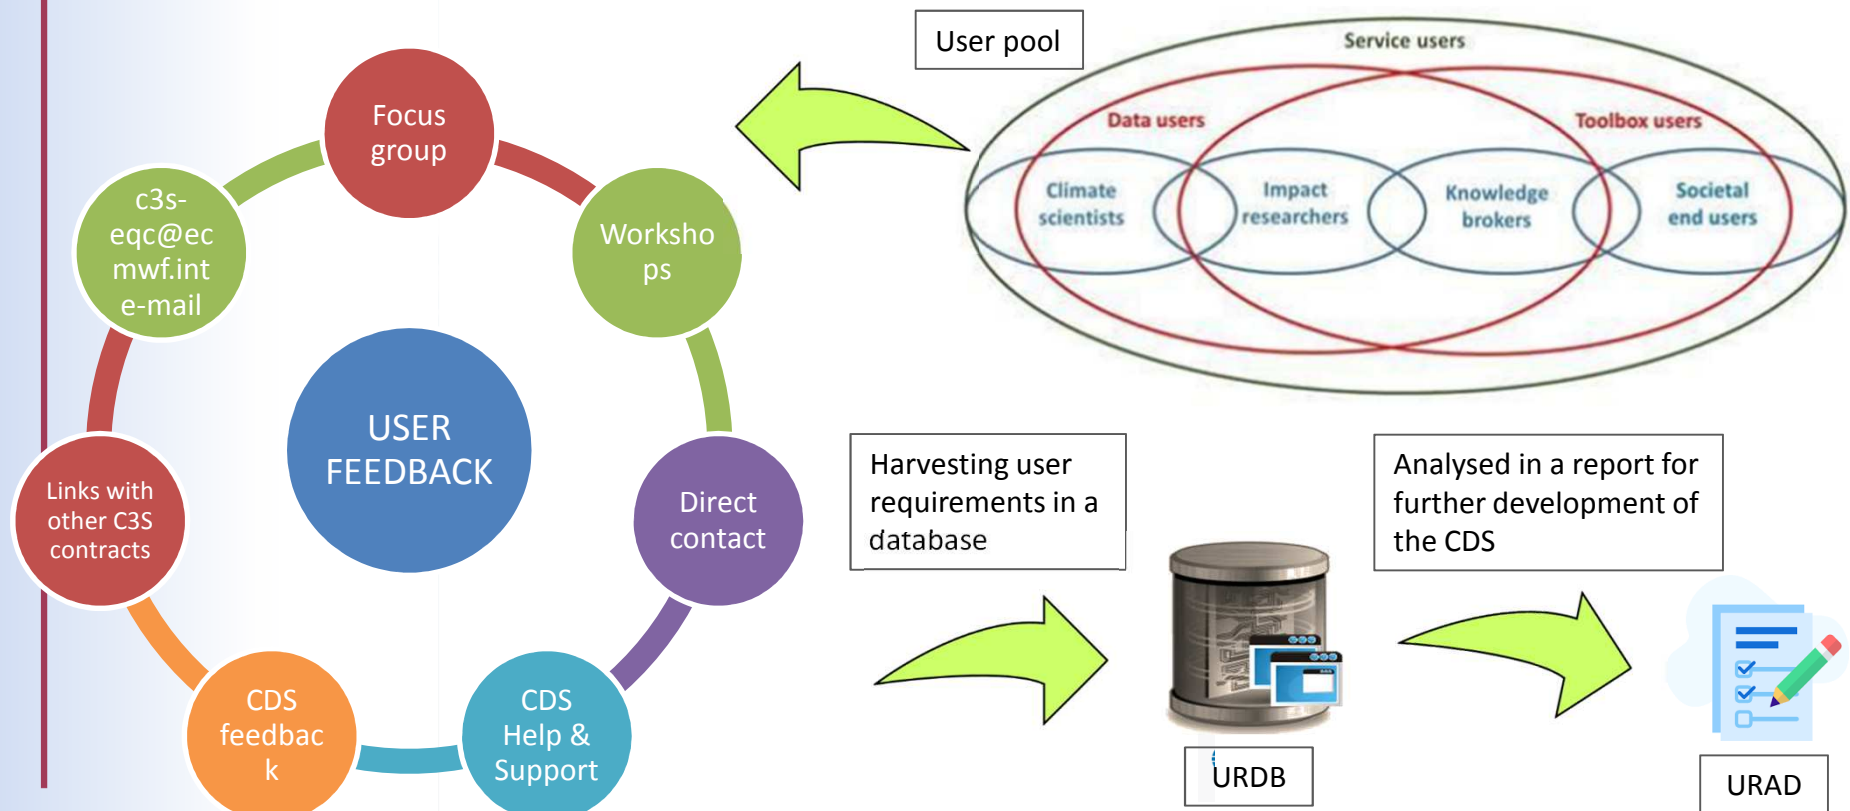 User pool
Service users
Data users
Toolbox users
Climate
scientists
Impact
researchers
Knowledge
brokers
Societal
end users
Focus
group
Worksho
ps
Direct
contact
CDS
Help &
Support
CDS
feedbac
k
Links with
other C3S
contracts
c3s-
eqc@ec
mwf.int
e-mail
USER
FEEDBACK
Harvesting user
requirements in a
database
URDB
Analysed in a report for
further development of
the CDS
URAD